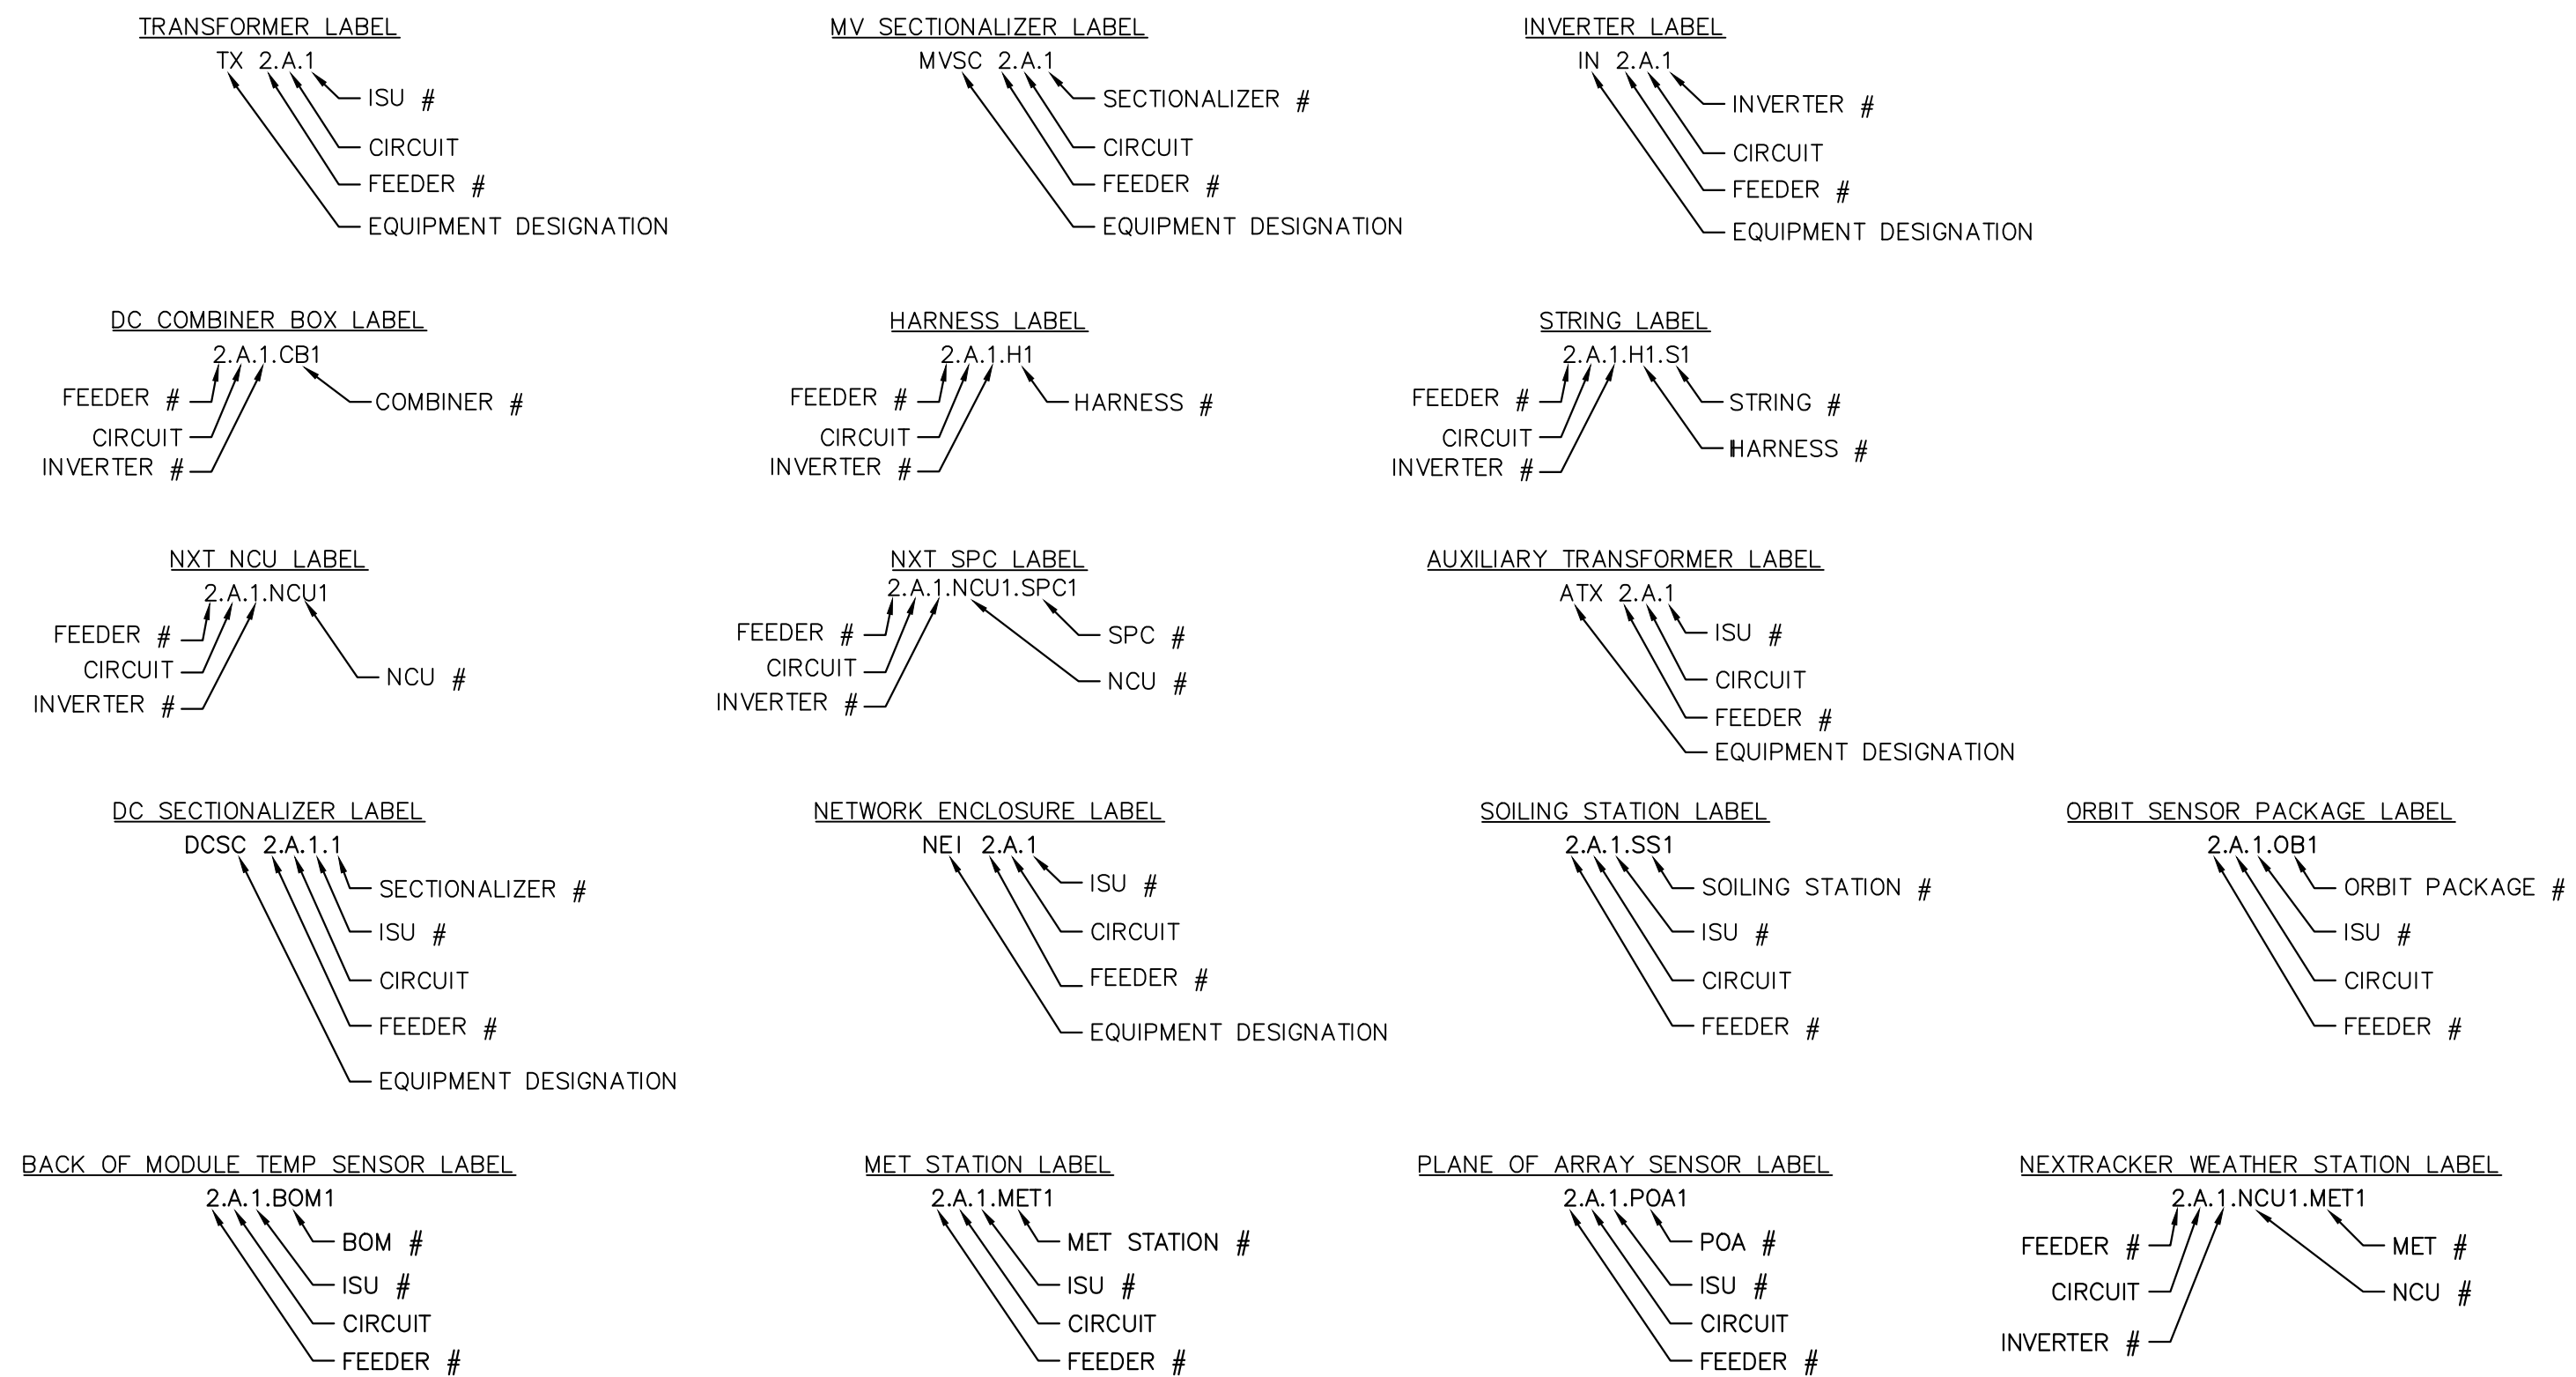 TRANSFORMER LABEL
TX 2.A.1
ISU #
CIRCUIT
FEEDER #
EQUIPMENT DESIGNATION
MV SECTIONALIZER LABEL
MVSC 2.A.1
SECTIONALIZER #
CIRCUIT
FEEDER #
EQUIPMENT DESIGNATION
INVERTER LABEL
IN 2.A.1
INVERTER #
CIRCUIT
FEEDER #
EQUIPMENT DESIGNATION
DC COMBINER BOX LABEL
2.A.1.CB1
FEEDER #
COMBINER #
CIRCUIT
INVERTER #
HARNESS LABEL
2.A.1.H1
FEEDER #
HARNESS #
CIRCUIT
INVERTER #
STRING LABEL
2.A.1.H1.S1
FEEDER #
STRING #
CIRCUIT
HARNESS #
INVERTER #
NXT NCU LABEL
2.A.1.NCU1
FEEDER #
CIRCUIT
NCU #
INVERTER #
NXT SPC LABEL
2.A.1.NCU1.SPC1
FEEDER #
SPC #
CIRCUIT
NCU #
INVERTER #
AUXILIARY TRANSFORMER LABEL
ATX 2.A.1
ISU #
CIRCUIT
FEEDER #
EQUIPMENT DESIGNATION
DC SECTIONALIZER LABEL
DCSC 2.A.1.1
SECTIONALIZER #
ISU #
CIRCUIT
FEEDER #
EQUIPMENT DESIGNATION
NETWORK ENCLOSURE LABEL
NEI 2.A.1
ISU #
CIRCUIT
FEEDER #
EQUIPMENT DESIGNATION
SOILING STATION LABEL
2.A.1.SS1
SOILING STATION #
ISU #
CIRCUIT
FEEDER #
ORBIT SENSOR PACKAGE LABEL
2.A.1.OB1
ORBIT PACKAGE #
ISU #
CIRCUIT
FEEDER #
BACK OF MODULE TEMP SENSOR LABEL
2.A.1.BOM1
BOM #
ISU #
CIRCUIT
FEEDER #
MET STATION LABEL
2.A.1.MET1
MET STATION #
ISU #
CIRCUIT
FEEDER #
PLANE OF ARRAY SENSOR LABEL
2.A.1.POA1
POA #
ISU #
CIRCUIT
FEEDER #
NEXTRACKER WEATHER STATION LABEL
2.A.1.NCU1.MET1
FEEDER #
MET #
CIRCUIT
NCU #
INVERTER #